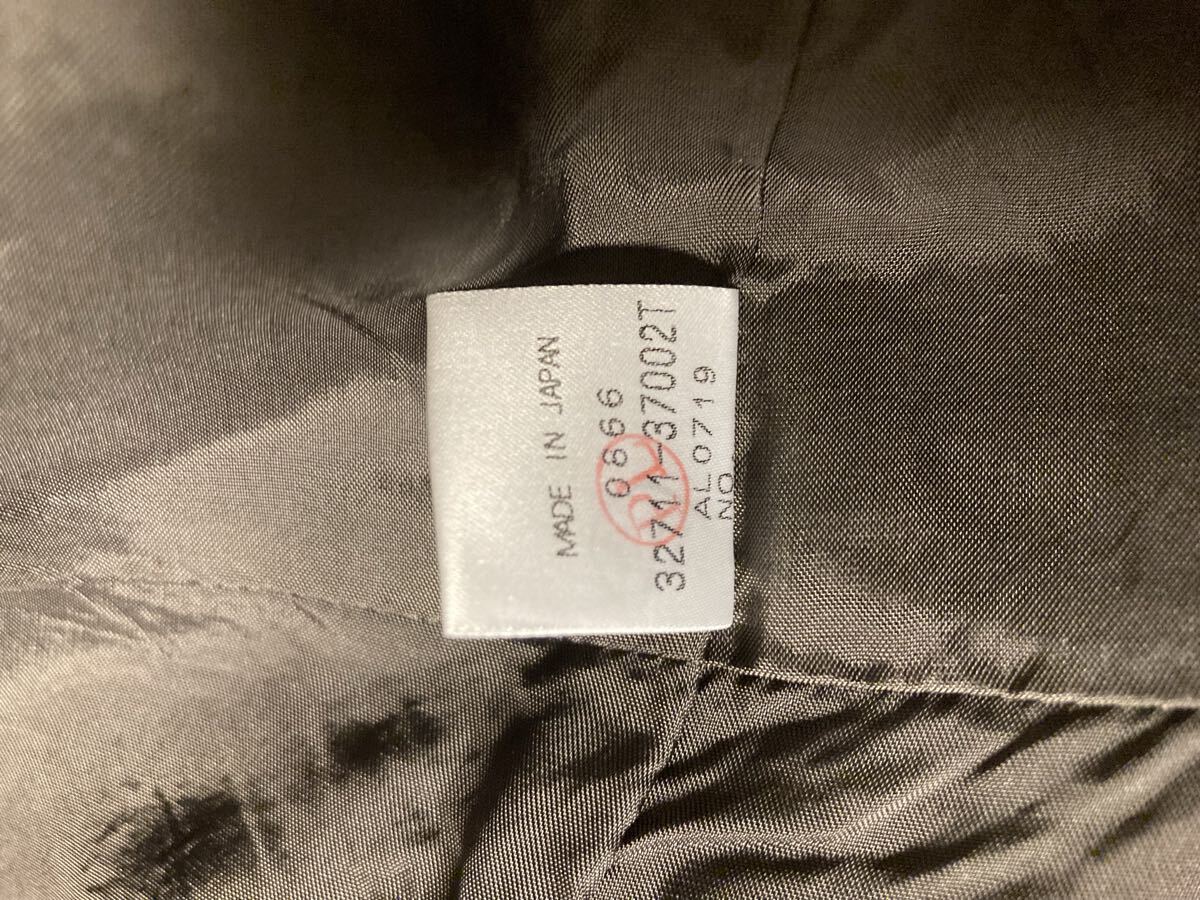 MADE IN JAPAN
0666
32711-37002T
AL0719
NO